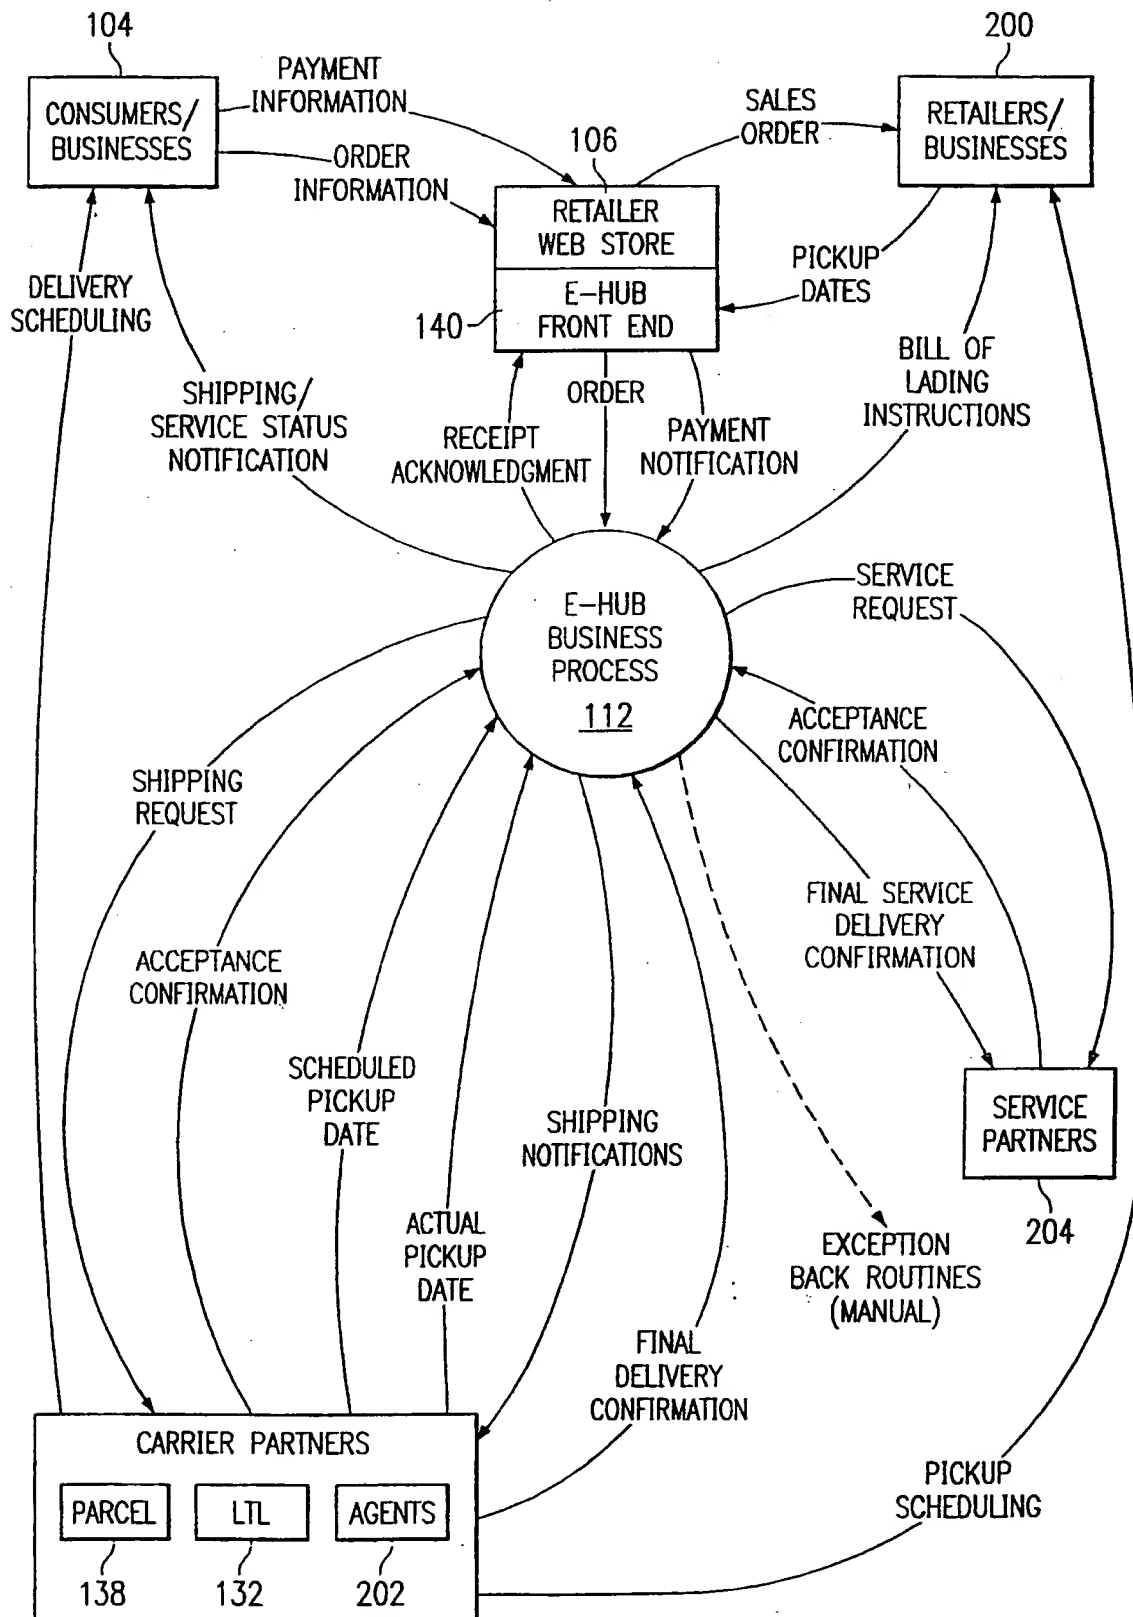 104
200
CONSUMERS/
BUSINESSES
PAYMENT
INFORMATION
ORDER
INFORMATION
SALES
ORDER
RETAILERS/
BUSINESSES
106
RETAILER
WEB STORE
E-HUB
FRONT END
140
PICKUP
DATES
DELIVERY
SCHEDULING
SHIPPING/
SERVICE STATUS
NOTIFICATION
RECEIPT
ACKNOWLEDGMENT
ORDER
PAYMENT
NOTIFICATION
BILL OF
LADING
INSTRUCTIONS
E-HUB
BUSINESS
PROCESS
112
SERVICE
REQUEST
ACCEPTANCE
CONFIRMATION
SHIPPING
REQUEST
FINAL SERVICE
DELIVERY
CONFIRMATION
ACCEPTANCE
CONFIRMATION
SCHEDULED
PICKUP
DATE
SHIPPING
NOTIFICATIONS
SERVICE
PARTNERS
204
ACTUAL
PICKUP
DATE
EXCEPTION
BACK ROUTINES
(MANUAL)
FINAL
DELIVERY
CONFIRMATION
CARRIER PARTNERS
PARCEL
LTL
AGENTS
138
132
202
PICKUP
SCHEDULING